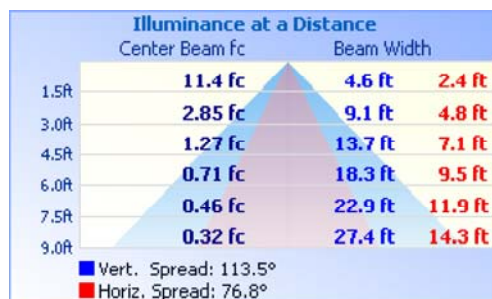 Illuminance at a Distance
Center Beam fc Beam Width
1.5ft 11.4 fc 4.6 ft 2.4 ft
3.0ft 2.85 fc 9.1 ft 4.8 ft
4.5ft 1.27 fc 13.7 ft 7.1 ft
6.0ft 0.71 fc 18.3 ft 9.5 ft
7.5ft 0.46 fc 22.9 ft 11.9 ft
9.0ft 0.32 fc 27.4 ft 14.3 ft
Vert. Spread: 113.5°
Horiz. Spread: 76.8°